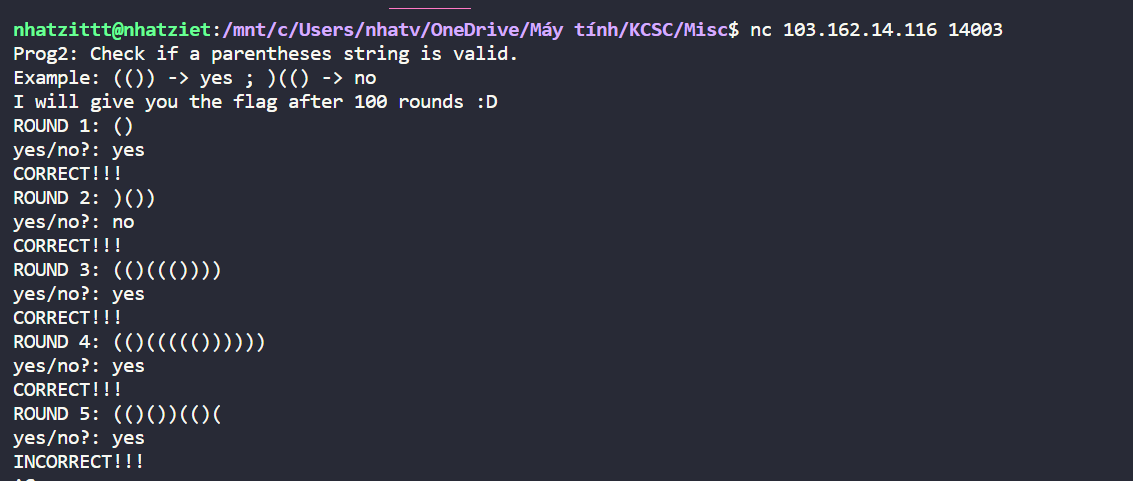 nhatzittt@nhatziet:/mnt/c/Users/nhatv/OneDrive/Máy tính/KCSC/Misc$ nc 103.162.14.116 14003
Prog2: Check if a parentheses string is valid.
Example: (()) -> yes ; )(() -> no
I will give you the flag after 100 rounds :D
ROUND 1: ()
yes/no?: yes
CORRECT!!!
ROUND 2: )())
yes/no?: no
CORRECT!!!
ROUND 3: (()((())))
yes/no?: yes
CORRECT!!!
ROUND 4: (()((((())))))
yes/no?: yes
CORRECT!!!
ROUND 5: (()())(()(
yes/no?: yes
INCORRECT!!!